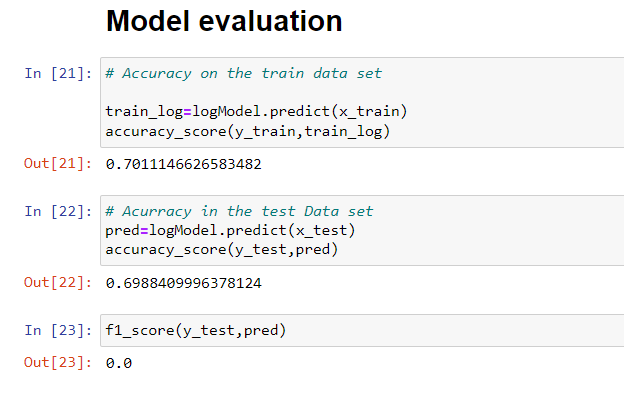 Model evaluation
In [21]: # Accuracy on the train data set
train_log=logModel.predict(x_train)
accuracy_score(y_train,train_log)
Out[21]: 0.7011146626583482
In [22]: # Acurracy in the test Data set
pred=logModel.predict(x_test)
accuracy_score(y_test,pred)
Out[22]: 0.6988409996378124
In [23]: f1_score(y_test,pred)
Out[23]: 0.0